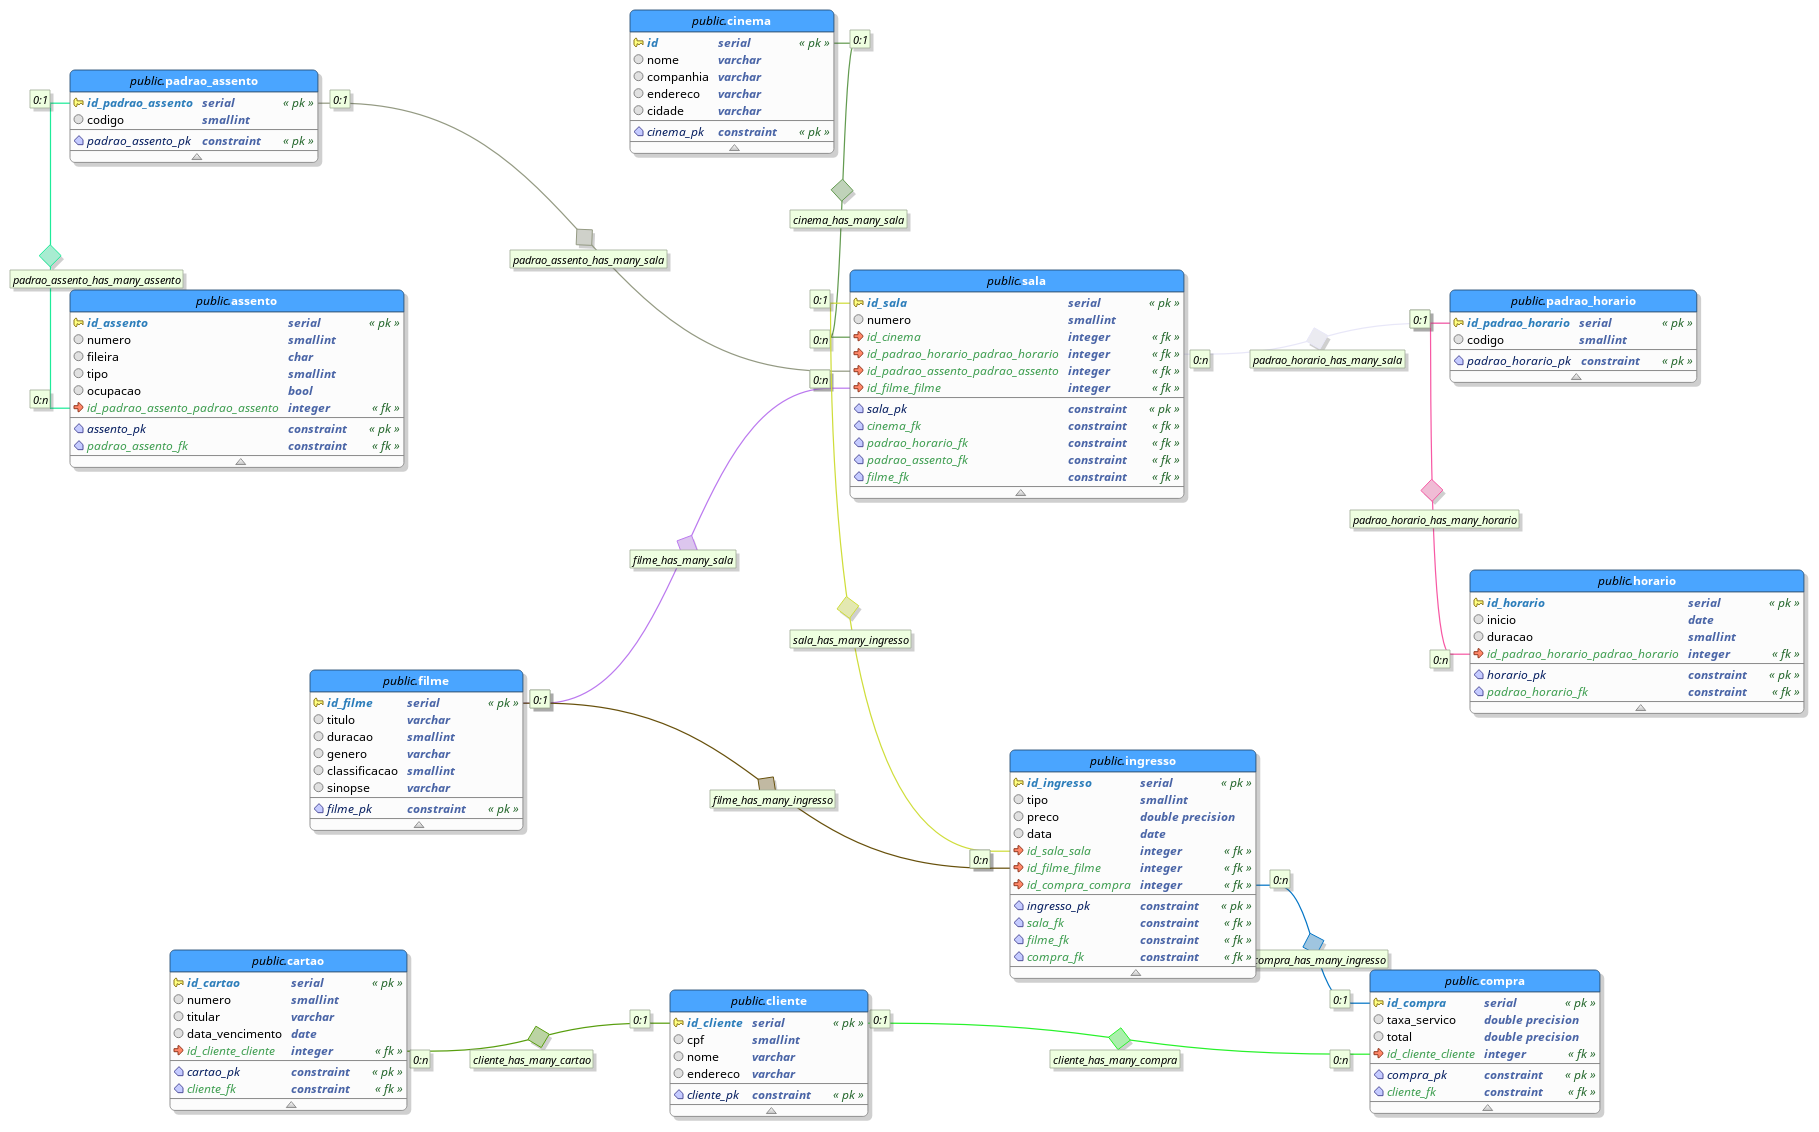 public.cinema
id serial « pk »
nome varchar
companhia varchar
endereco varchar
cidade varchar
cinema_pk constraint « pk »
0:1
public.padrao_assento
id_padrao_assento serial « pk »
codigo smallint
padrao_assento_pk constraint « pk »
0:1
0:1
cinema_has_many_sala
padrao_assento_has_many_sala
padrao_assento_has_many_assento
public.assento
id_assento serial « pk »
numero smallint
fileira char
tipo smallint
ocupacao bool
id_padrao_assento_padrao_assento integer « fk »
assento_pk constraint « pk »
padrao_assento_fk constraint « fk »
0:n
public.sala
id_sala serial « pk »
numero smallint
id_cinema integer « fk »
id_padrao_horario_padrao_horario integer « fk »
id_padrao_assento_padrao_assento integer « fk »
id_filme_filme integer « fk »
sala_pk constraint « pk »
cinema_fk constraint « fk »
padrao_horario_fk constraint « fk »
padrao_assento_fk constraint « fk »
filme_fk constraint « fk »
0:1
0:n
0:n
0:n
padrao_horario_has_many_sala
0:1
public.padrao_horario
id_padrao_horario serial « pk »
codigo smallint
padrao_horario_pk constraint « pk »
padrao_horario_has_many_horario
filme_has_many_sala
public.horario
id_horario serial « pk »
inicio date
duracao smallint
id_padrao_horario_padrao_horario integer « fk »
horario_pk constraint « pk »
padrao_horario_fk constraint « fk »
0:n
sala_has_many_ingresso
public.filme
id_filme serial « pk »
titulo varchar
duracao smallint
genero varchar
classificacao smallint
sinopse varchar
filme_pk constraint « pk »
0:1
filme_has_many_ingresso
public.ingresso
id_ingresso serial « pk »
tipo smallint
preco double precision
data date
id_sala_sala integer « fk »
id_filme_filme integer « fk »
id_compra_compra integer « fk »
ingresso_pk constraint « pk »
sala_fk constraint « fk »
filme_fk constraint « fk »
compra_fk constraint « fk »
0:n
0:n
compra_has_many_ingresso
public.cartao
id_cartao serial « pk »
numero smallint
titular varchar
data_vencimento date
id_cliente_cliente integer « fk »
cartao_pk constraint « pk »
cliente_fk constraint « fk »
0:n
cliente_has_many_cartao
0:1
public.cliente
id_cliente serial « pk »
cpf smallint
nome varchar
endereco varchar
cliente_pk constraint « pk »
0:1
cliente_has_many_compra
0:1
0:n
public.compra
id_compra serial « pk »
taxa_servico double precision
total double precision
id_cliente_cliente integer « fk »
compra_pk constraint « pk »
cliente_fk constraint « fk »